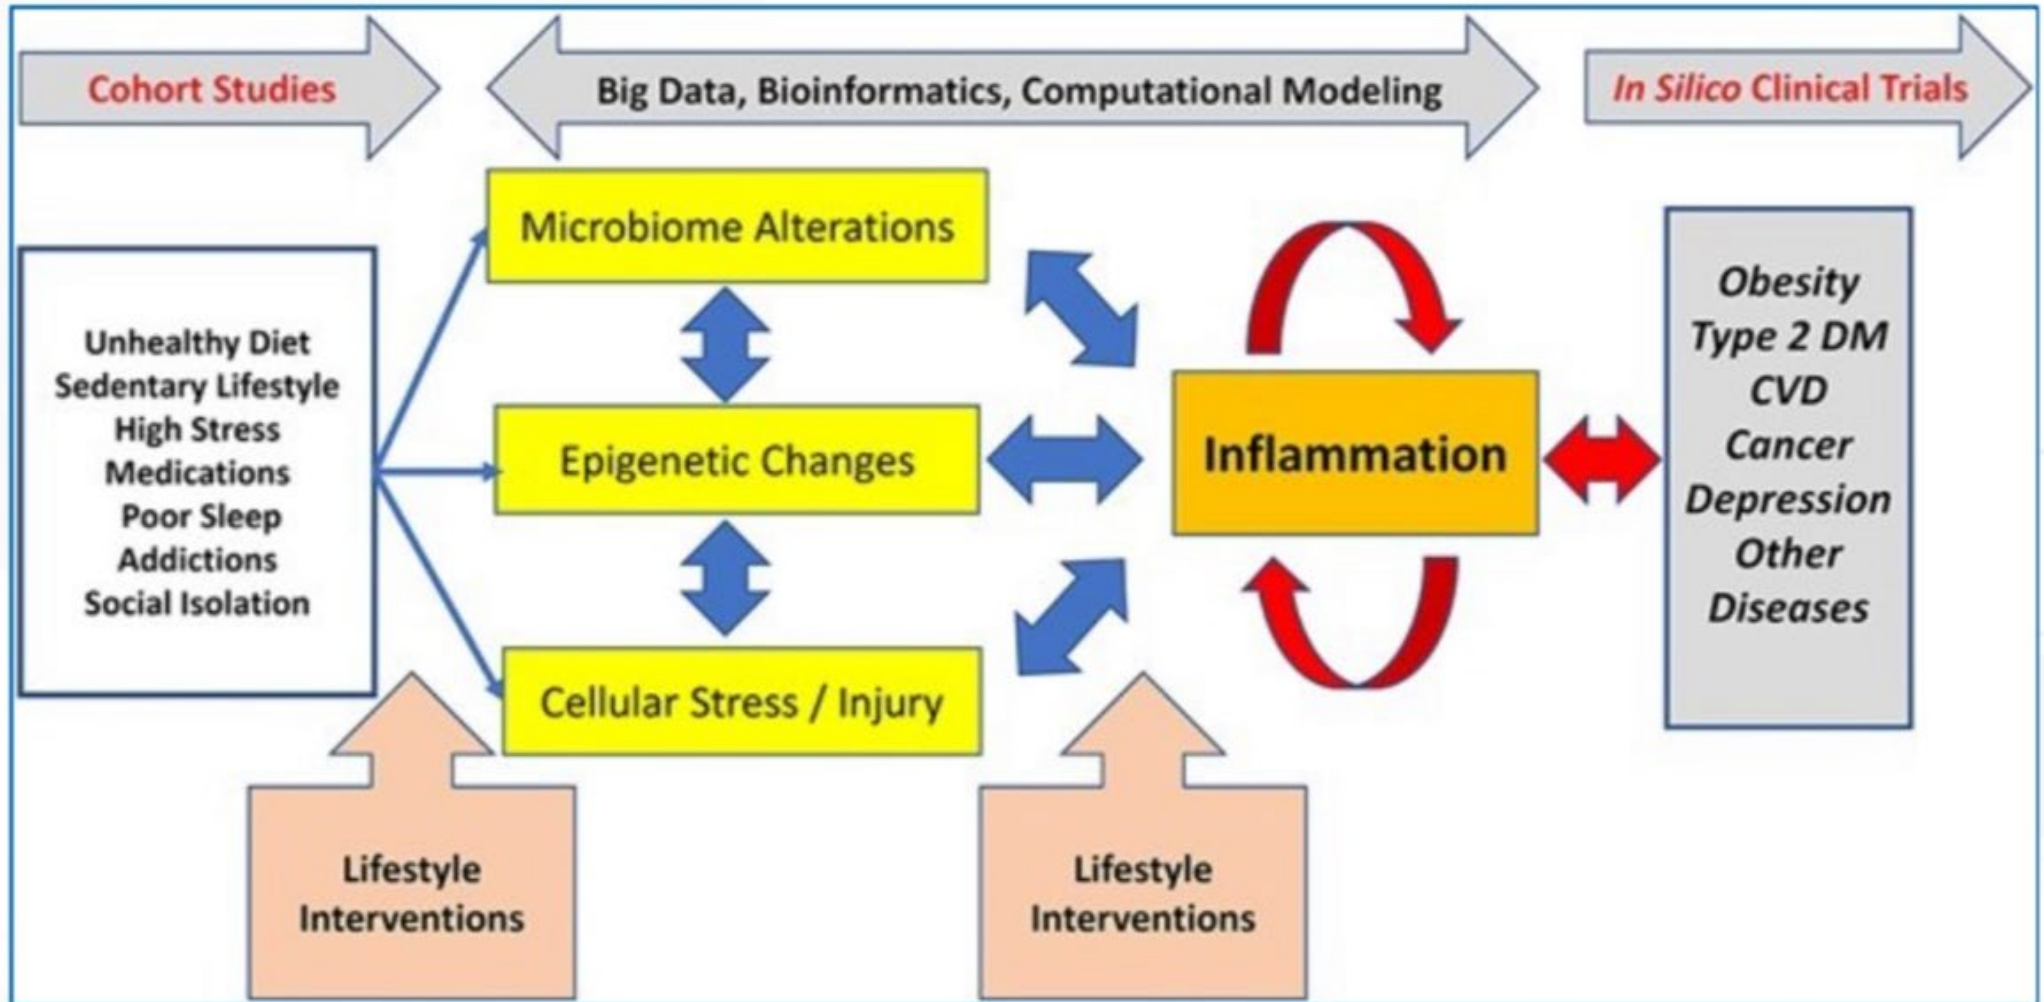 Cohort Studies
Big Data, Bioinformatics, Computational Modeling
In Silico Clinical Trials
Unhealthy Diet
Sedentary Lifestyle
High Stress
Medications
Poor Sleep
Addictions
Social Isolation
Microbiome Alterations
Epigenetic Changes
Cellular Stress / Injury
Inflammation
Obesity
Type 2 DM
CVD
Cancer
Depression
Other
Diseases
Lifestyle
Interventions
Lifestyle
Interventions